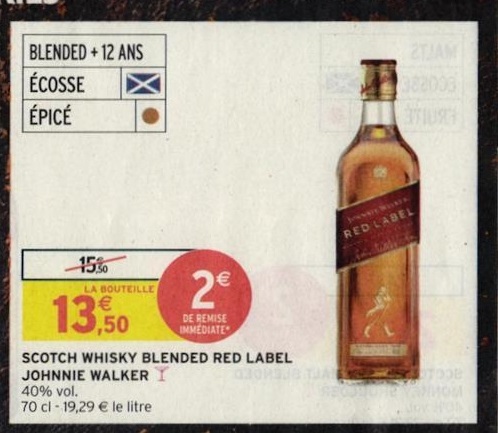 BLENDED + 12 ANS
ÉCOSSE
ÉPICÉ
RED LABEL
15€,50
LA BOUTEILLE
13€,50
2€
DE REMISE
IMMÉDIATE*
SCOTCH WHISKY BLENDED RED LABEL
JOHNNIE WALKER
40% vol.
70 cl - 19,29 € le litre